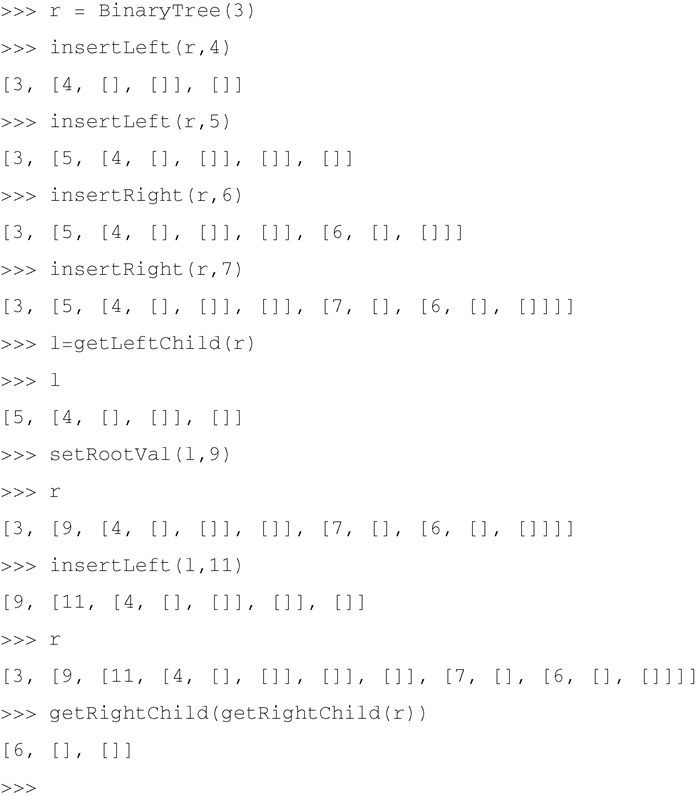 >>> r = BinaryTree(3)
>>> insertLeft(r,4)
[3, [4, [], []], []]
>>> insertLeft(r,5)
[3, [5, [4, [], []], []], []]
>>> insertRight(r,6)
[3, [5, [4, [], []], []], [6, [], []]]
>>> insertRight(r,7)
[3, [5, [4, [], []], []], [7, [], [6, [], []]]]
>>> l=getLeftChild(r)
>>> l
[5, [4, [], []], []]
>>> setRootVal(l,9)
>>> r
[3, [9, [4, [], []], []], [7, [], [6, [], []]]]
>>> insertLeft(l,11)
[9, [11, [4, [], []], []], []]
>>> r
[3, [9, [11, [4, [], []], []], []], [7, [], [6, [], []]]]
>>> getRightChild(getRightChild(r))
[6, [], []]
>>>